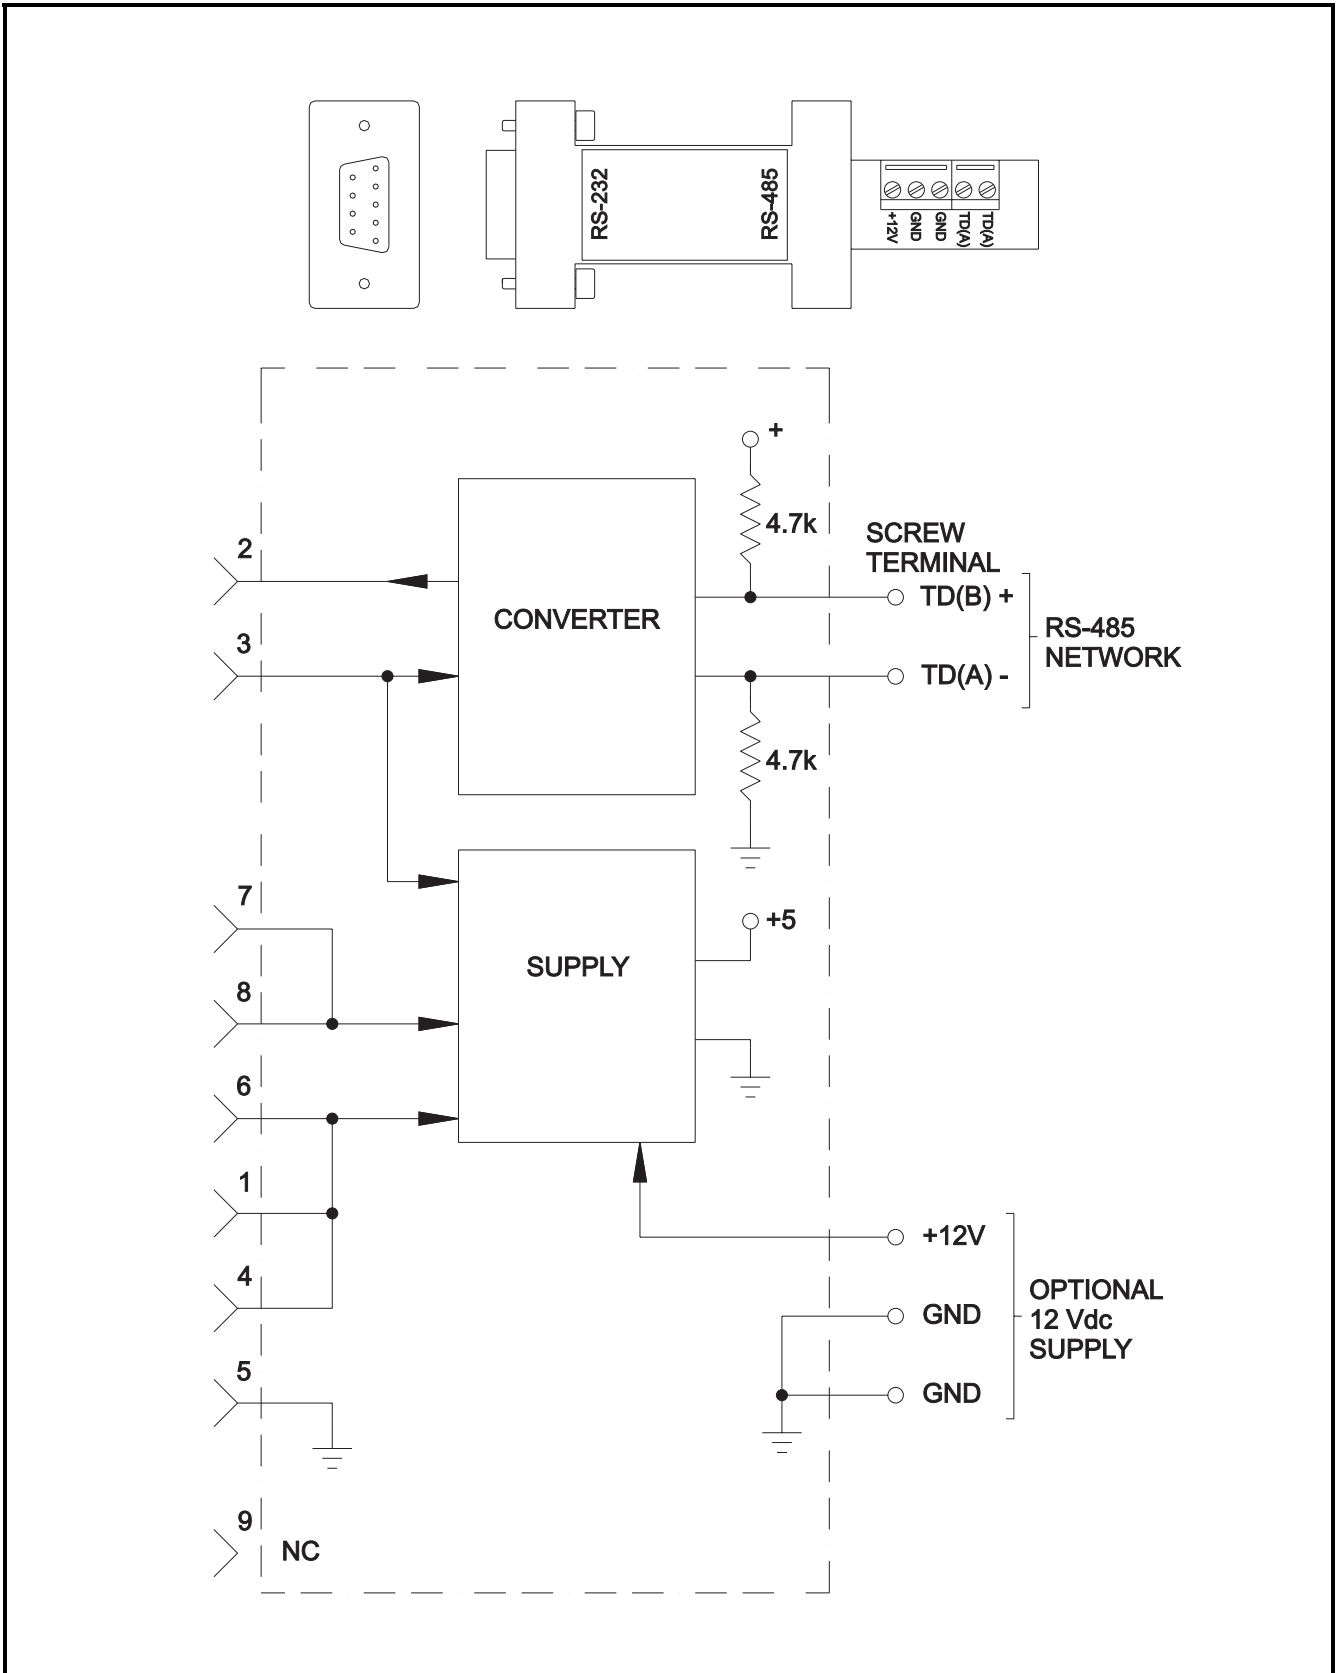 RS-232
RS-485
+12V
GND
GND
TD(A)
TD(A)
+
4.7k
SCREW
TERMINAL
2
CONVERTER
TD(B) +
RS-485
NETWORK
3
TD(A) -
4.7k
7
+5
SUPPLY
8
6
1
+12V
4
OPTIONAL
12 Vdc
SUPPLY
GND
5
GND
9
NC